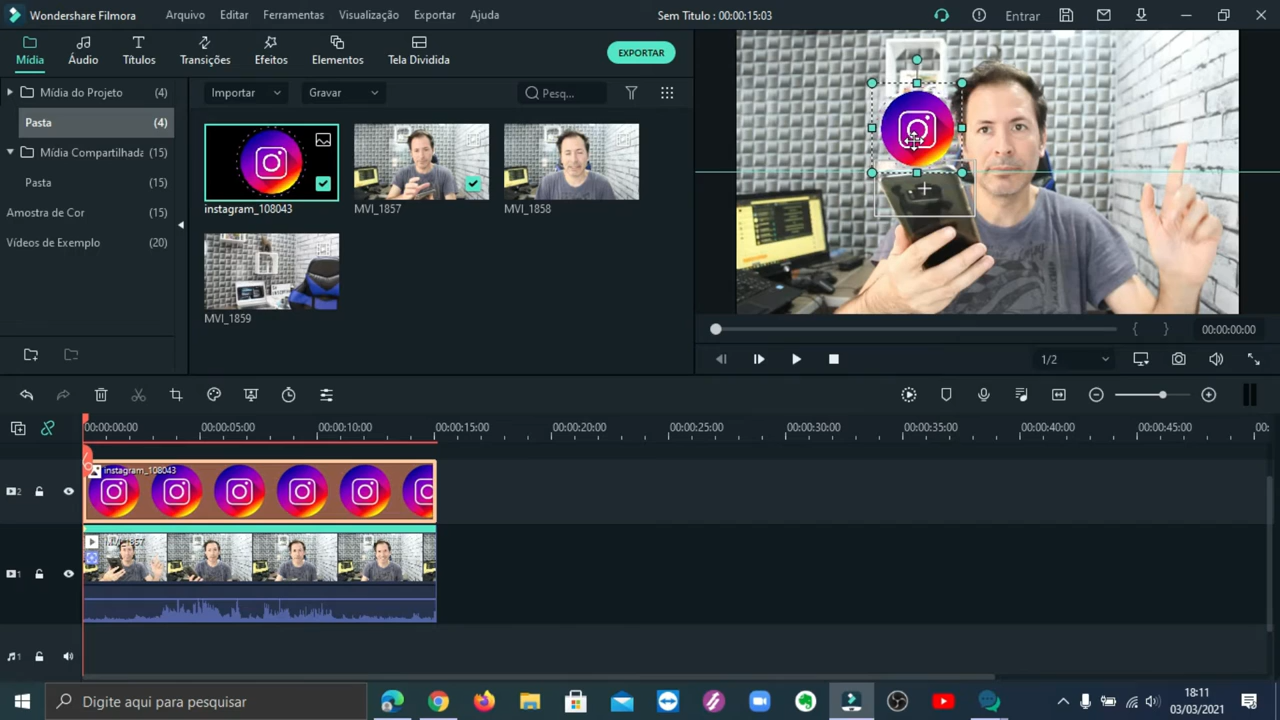 Wondershare Filmora
Arquivo
Editar
Ferramentas
Visualização
Exportar
Ajuda
Sem Titulo : 00:00:15:03
Entrar
Mídia
Áudio
Títulos
Transições
Efeitos
Elementos
Tela Dividida
EXPORTAR
Mídia do Projeto (4)
Pasta (4)
Mídia Compartilhada (15)
Pasta (15)
Amostra de Cor (15)
(20)
Gravar
Pesq...
instagram_108043
MVI_1857
MVI_1858
MVI_1859
00:00:00:00
1/2
00:00:00:00
00:00:05:00
00:00:10:00
00:00:15:00
00:00:20:00
00:00:25:00
00:00:30:00
00:00:35:00
00:00:40:00
00:00:45:00
00:
2
instagram_108043
1
1
Digite aqui para pesquisar
18:11
03/03/2021